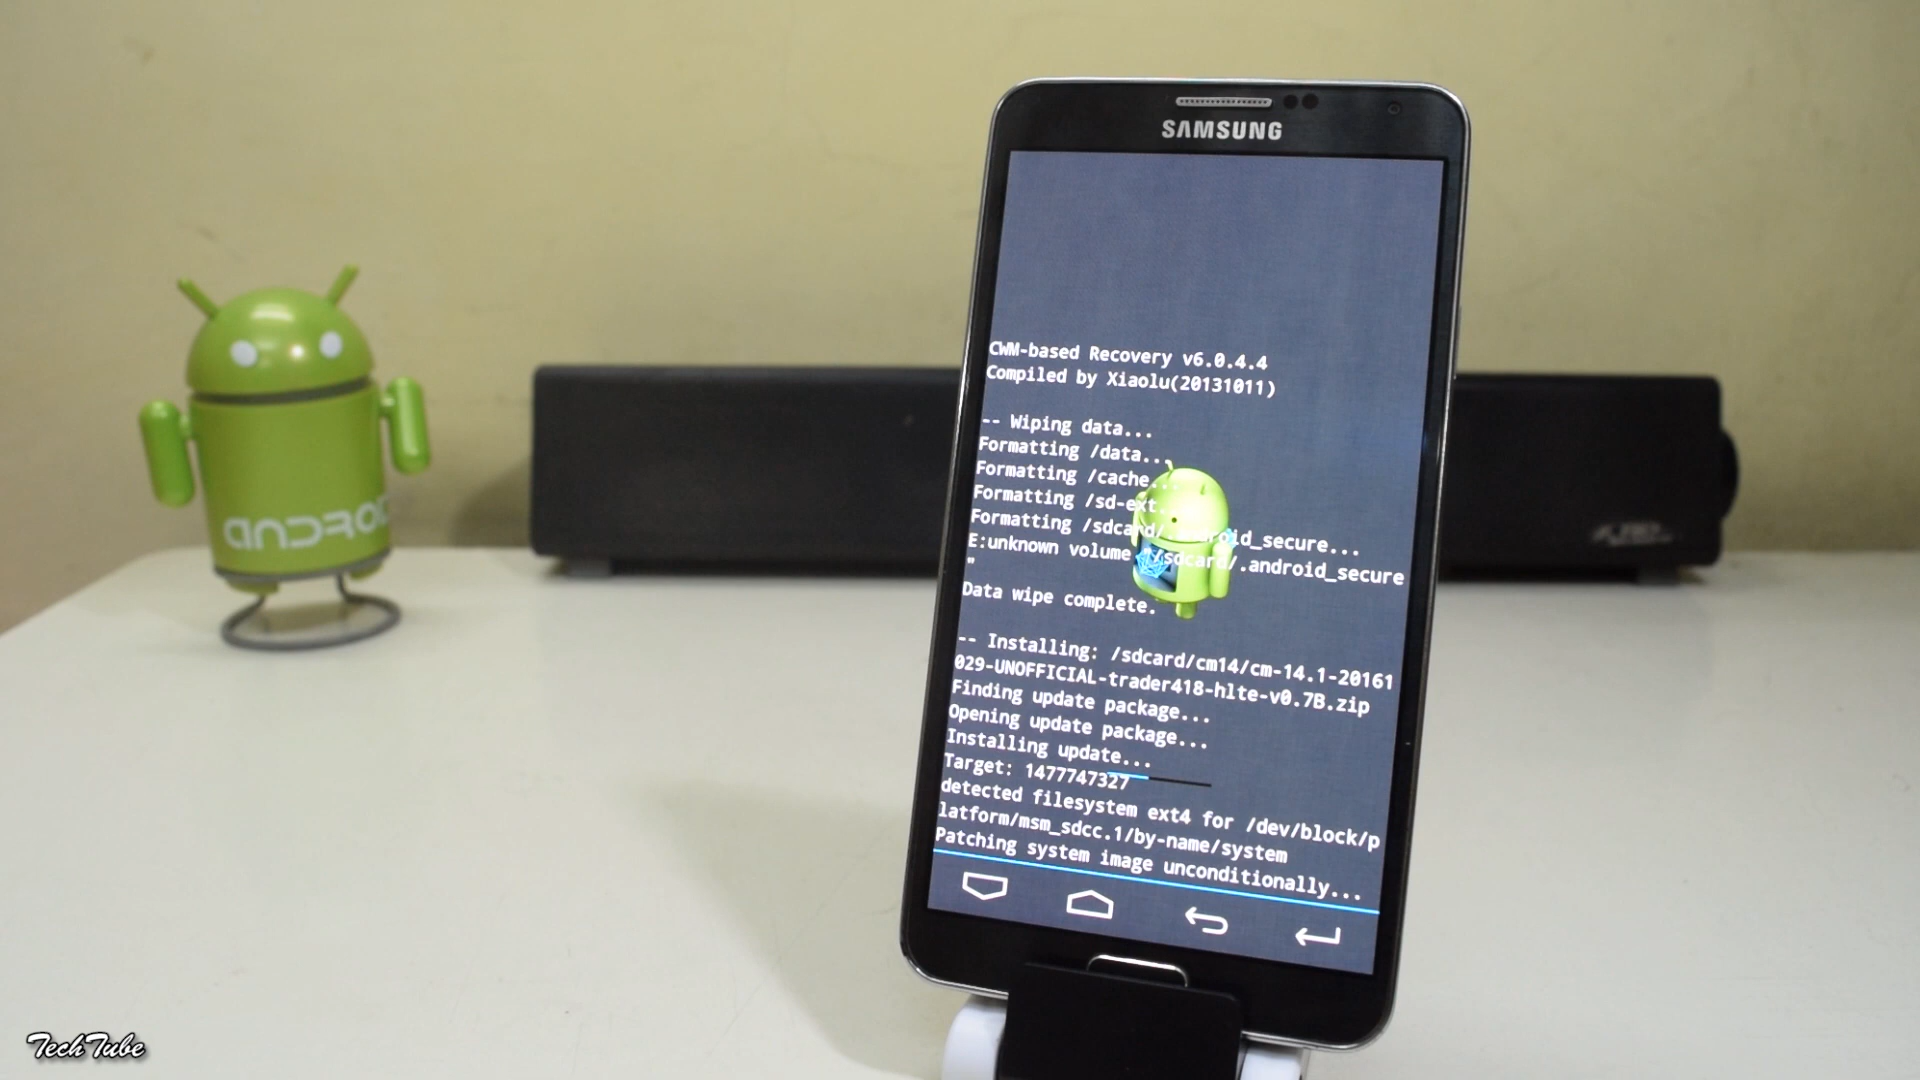 SAMSUNG
CWM-based Recovery v6.0.4.4
Compiled by Xiaolu(20131011)
-- Wiping data...
Formatting /data...
Formatting /cache...
Formatting /sd-ext...
Formatting /sdcard/.android_secure...
E:unknown volume "/sdcard/.android_secure
"
Data wipe complete.
-- Installing: /sdcard/cm14/cm-14.1-20161
029-UNOFFICIAL-trader418-hlte-v0.7B.zip
Finding update package...
Opening update package...
Installing update...
Target: 1477747327
detected filesystem ext4 for /dev/block/p
latform/msm_sdcc.1/by-name/system
Patching system image unconditionally...
ANDROID
TechTube